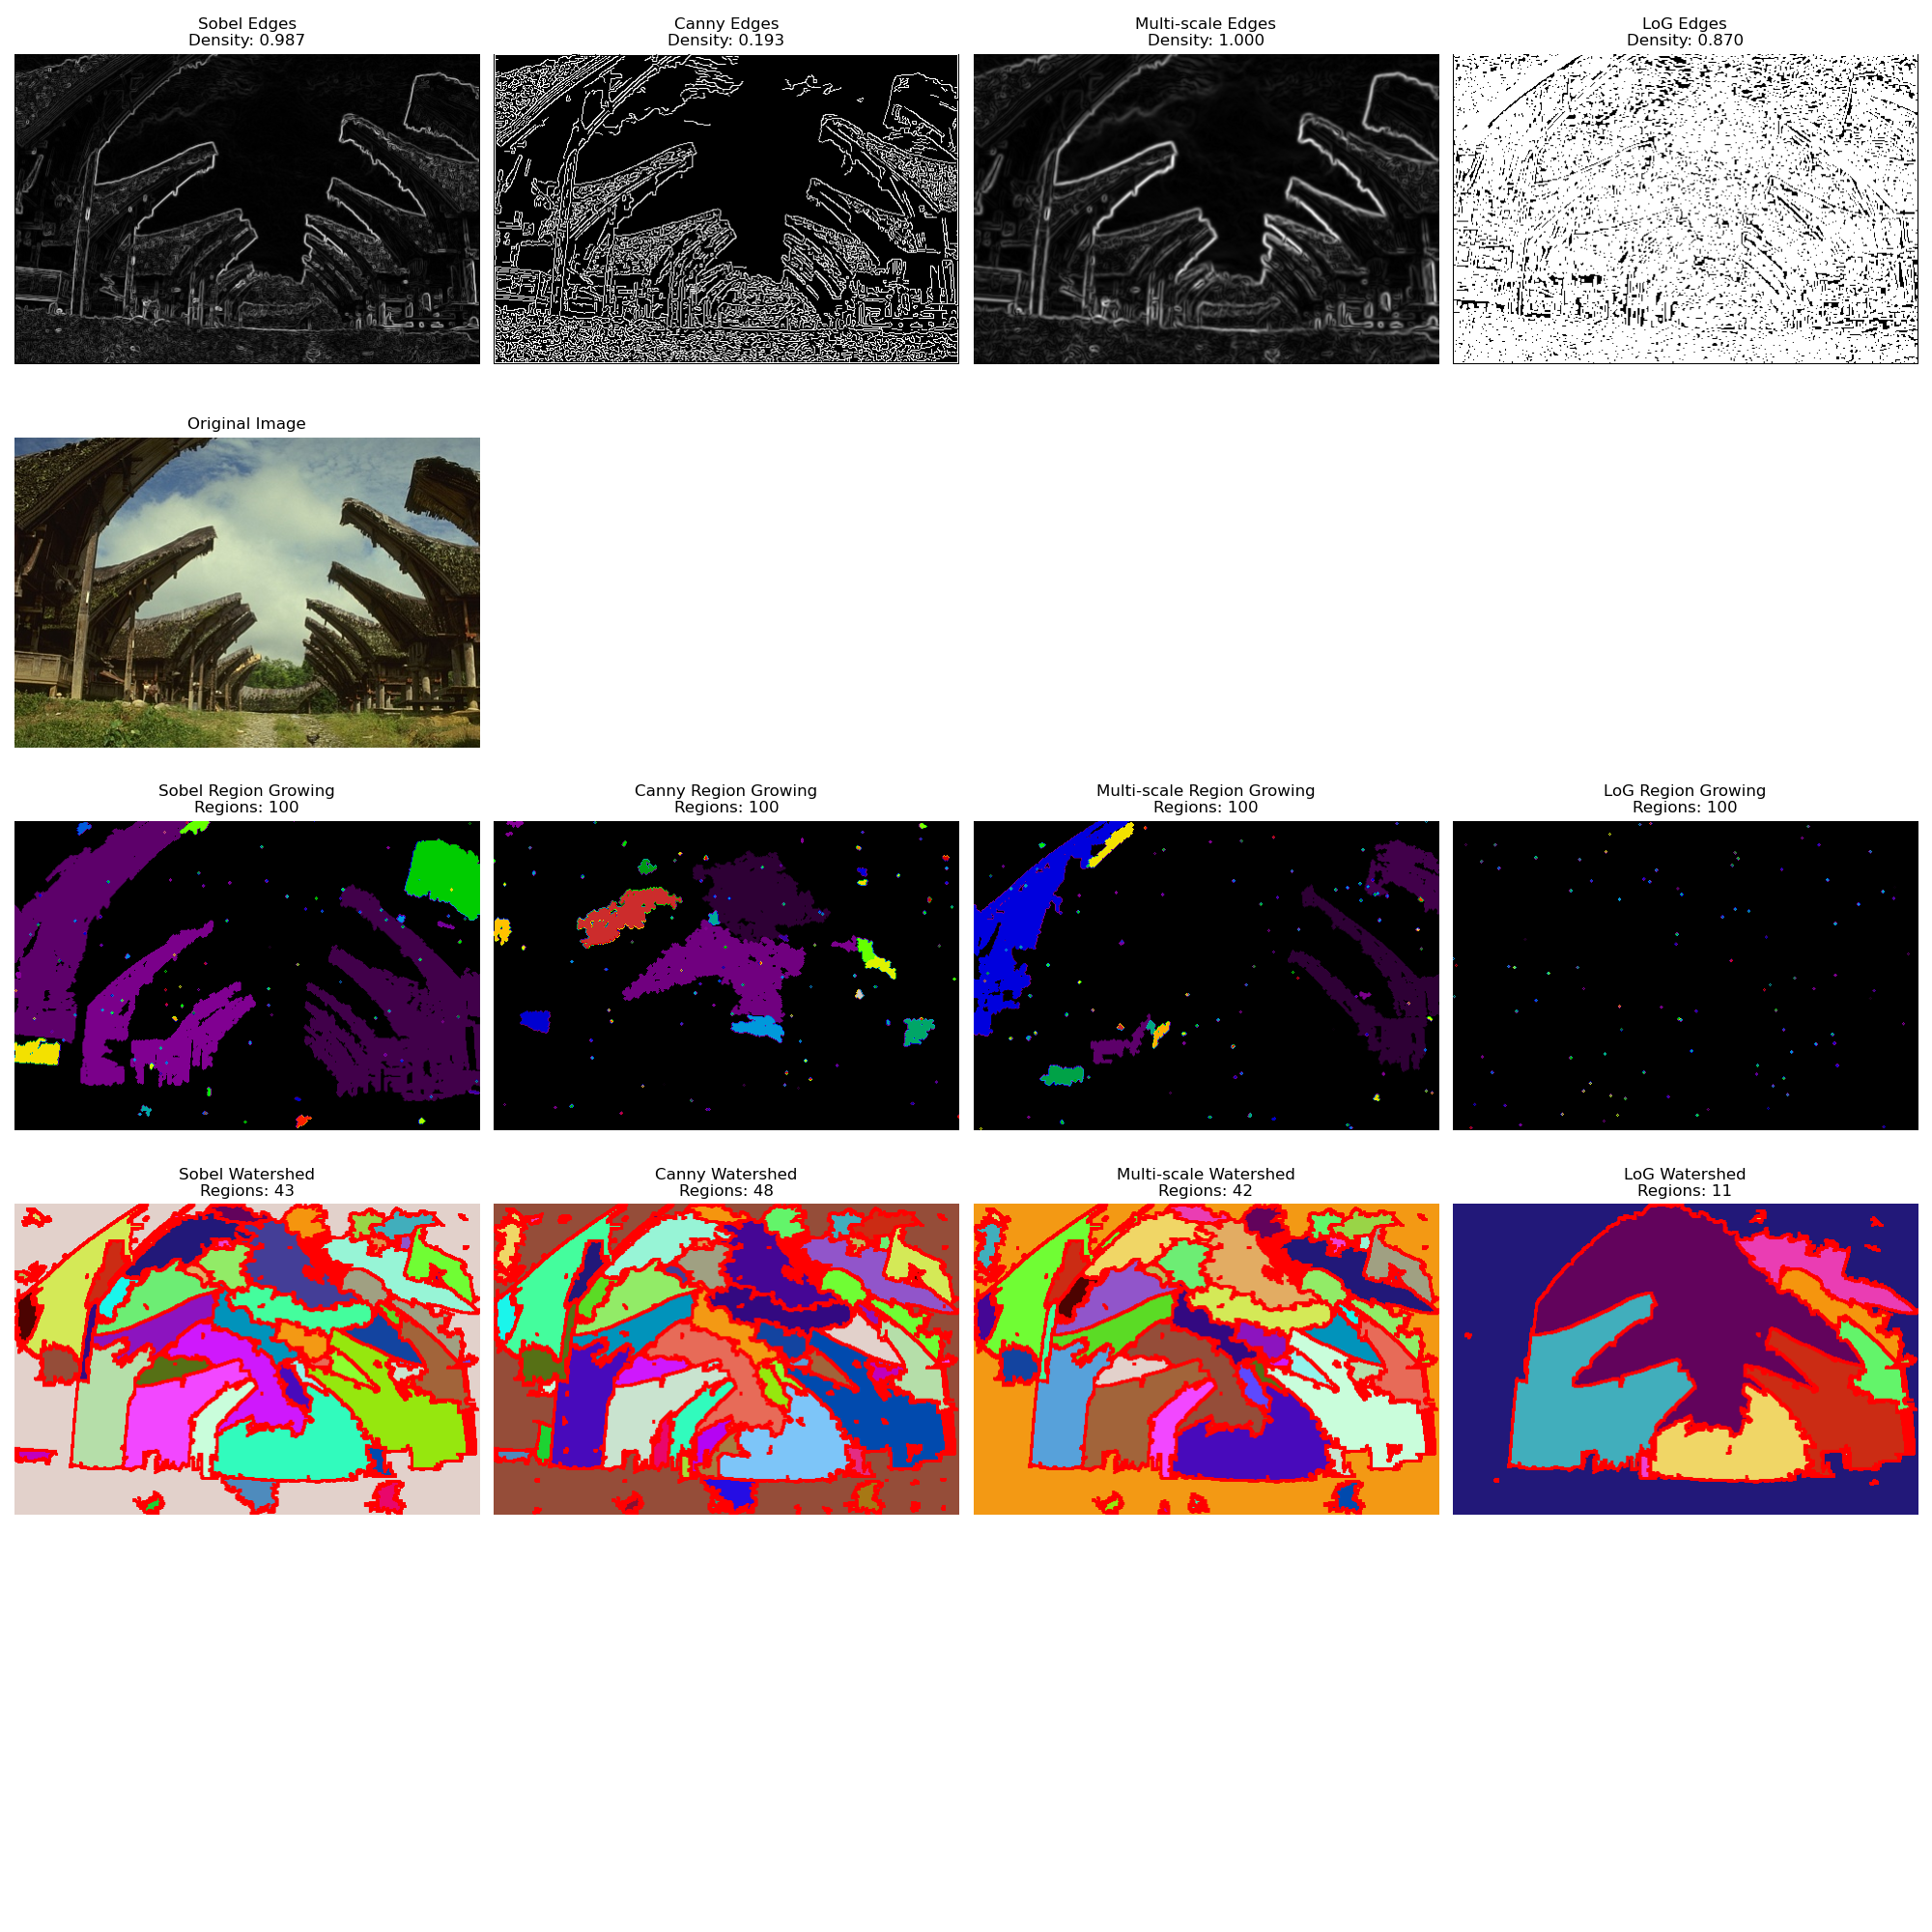 Sobel Edges
Density: 0.987
Canny Edges
Density: 0.193
Multi-scale Edges
Density: 1.000
LoG Edges
Density: 0.870
Original Image
Sobel Region Growing
Regions: 100
Canny Region Growing
Regions: 100
Multi-scale Region Growing
Regions: 100
LoG Region Growing
Regions: 100
Sobel Watershed
Regions: 43
Canny Watershed
Regions: 48
Multi-scale Watershed
Regions: 42
LoG Watershed
Regions: 11